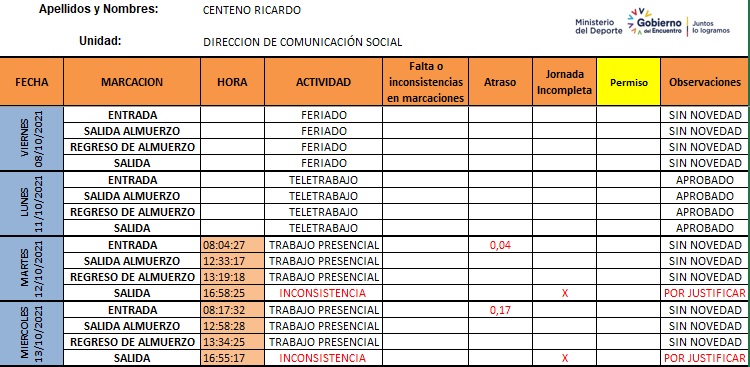 Apellidos y Nombres: CENTENO RICARDO
Ministerio del Deporte
Gobierno del Encuentro
Juntos lo logramos
Unidad: DIRECCION DE COMUNICACIÓN SOCIAL
FECHA MARCACION HORA ACTIVIDAD Falta o inconsistencias en marcaciones Atraso Jornada Incompleta Permiso Observaciones
VIERNES 08/10/2021
ENTRADA FERIADO SIN NOVEDAD
SALIDA ALMUERZO FERIADO SIN NOVEDAD
REGRESO DE ALMUERZO FERIADO SIN NOVEDAD
SALIDA FERIADO SIN NOVEDAD
LUNES 11/10/2021
ENTRADA TELETRABAJO APROBADO
SALIDA ALMUERZO TELETRABAJO APROBADO
REGRESO DE ALMUERZO TELETRABAJO APROBADO
SALIDA TELETRABAJO APROBADO
MARTES 12/10/2021
ENTRADA 08:04:27 TRABAJO PRESENCIAL 0,04 SIN NOVEDAD
SALIDA ALMUERZO 12:33:17 TRABAJO PRESENCIAL SIN NOVEDAD
REGRESO DE ALMUERZO 13:19:18 TRABAJO PRESENCIAL SIN NOVEDAD
SALIDA 16:58:25 INCONSISTENCIA X POR JUSTIFICAR
MIERCOLES 13/10/2021
ENTRADA 08:17:32 TRABAJO PRESENCIAL 0,17 SIN NOVEDAD
SALIDA ALMUERZO 12:58:28 TRABAJO PRESENCIAL SIN NOVEDAD
REGRESO DE ALMUERZO 13:34:25 TRABAJO PRESENCIAL SIN NOVEDAD
SALIDA 16:55:17 INCONSISTENCIA X POR JUSTIFICAR